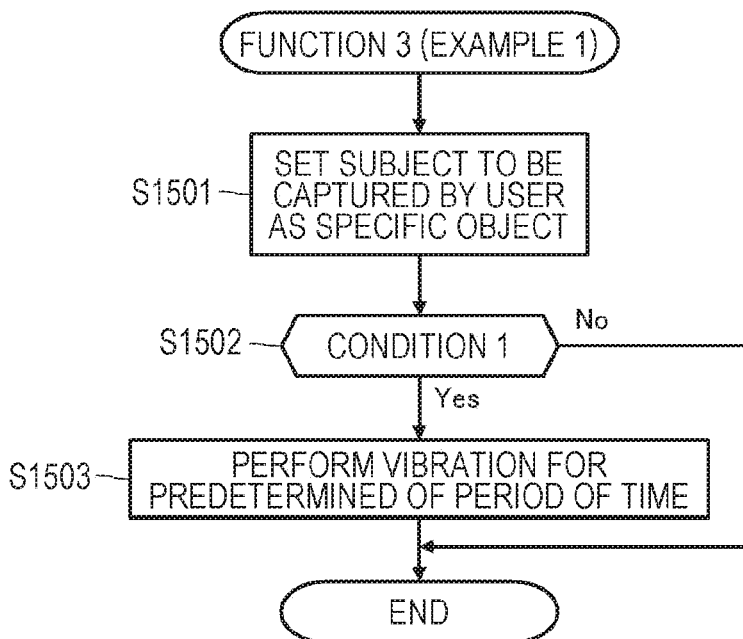 FUNCTION 3 (EXAMPLE 1)
SET SUBJECT TO BE
CAPTURED BY USER
AS SPECIFIC OBJECT
S1501
CONDITION 1
S1502
No
Yes
PERFORM VIBRATION FOR
PREDETERMINED OF PERIOD OF TIME
S1503
END